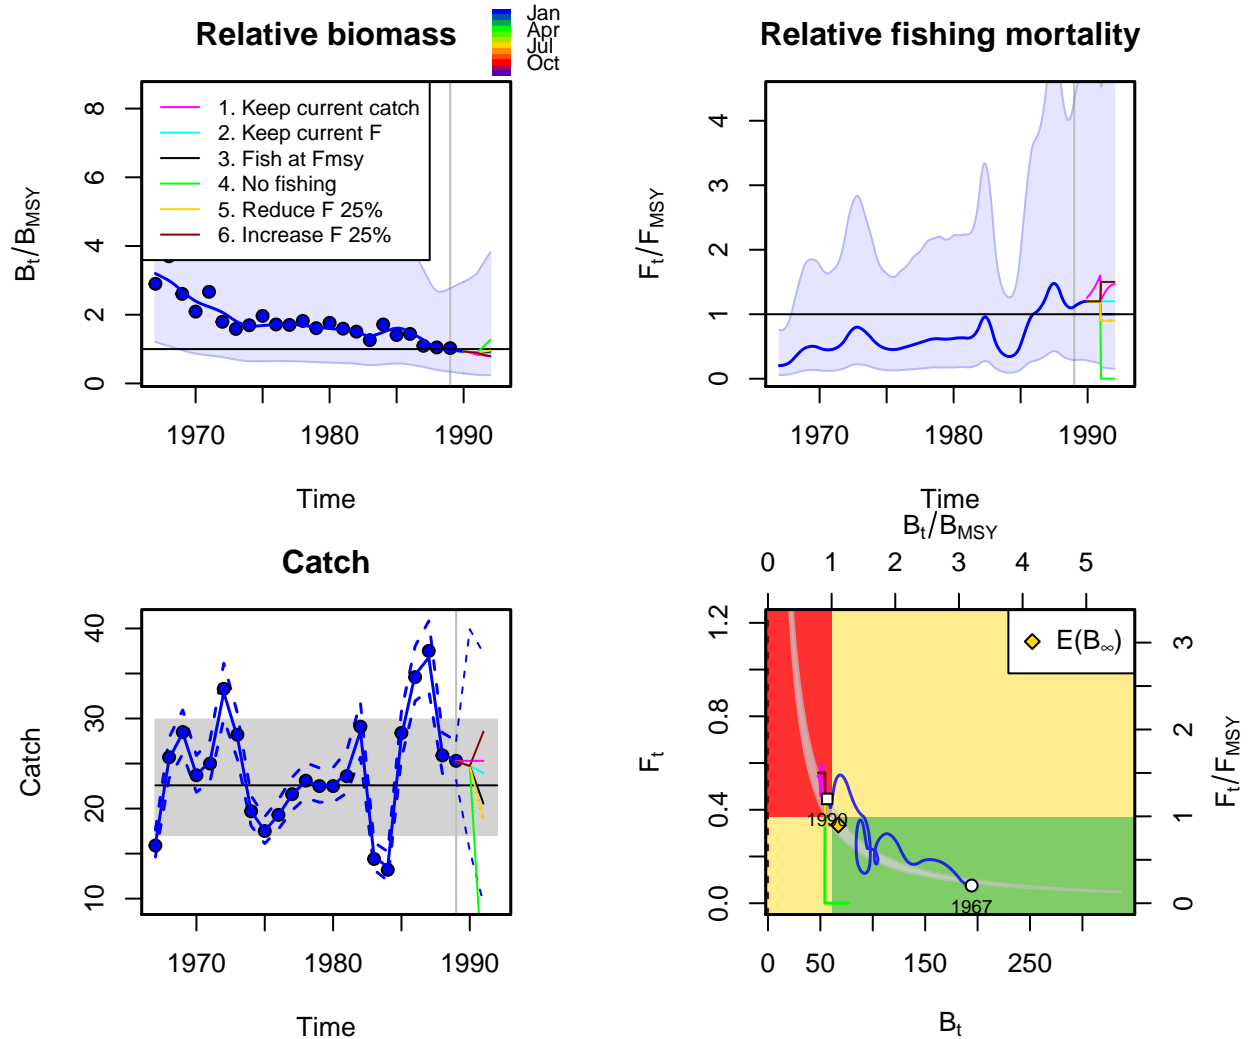 Relative biomass
Jan
Apr
Jul
Oct
1. Keep current catch
2. Keep current F
3. Fish at Fmsy
4. No fishing
5. Reduce F 25%
6. Increase F 25%
Bt/BMSY
0 2 4 6 8
1970 1980 1990
Time
Relative fishing mortality
Ft/FMSY
0 1 2 3 4
1970 1980 1990
Time
Catch
Catch
10 20 30 40
1970 1980 1990
Time
Bt/BMSY
0 1 2 3 4 5
E(B∞)
Ft
0.0 0.4 0.8 1.2
Ft/FMSY
0 1 2 3
1990
1967
0 50 150 250
Bt